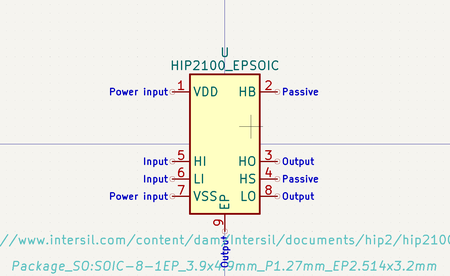 U
HIP2100_EPSOIC
Power input 1 VDD HB 2 Passive
Input 5 HI HO 3 Output
Input 6 LI HS 4 Passive
Power input 7 VSS LO 8 Output
EP
9
Output
//www.intersil.com/content/dam/Intersil/documents/hip2/hip2100
Package_SO:SOIC-8-1EP_3.9x4.9mm_P1.27mm_EP2.514x3.2mm